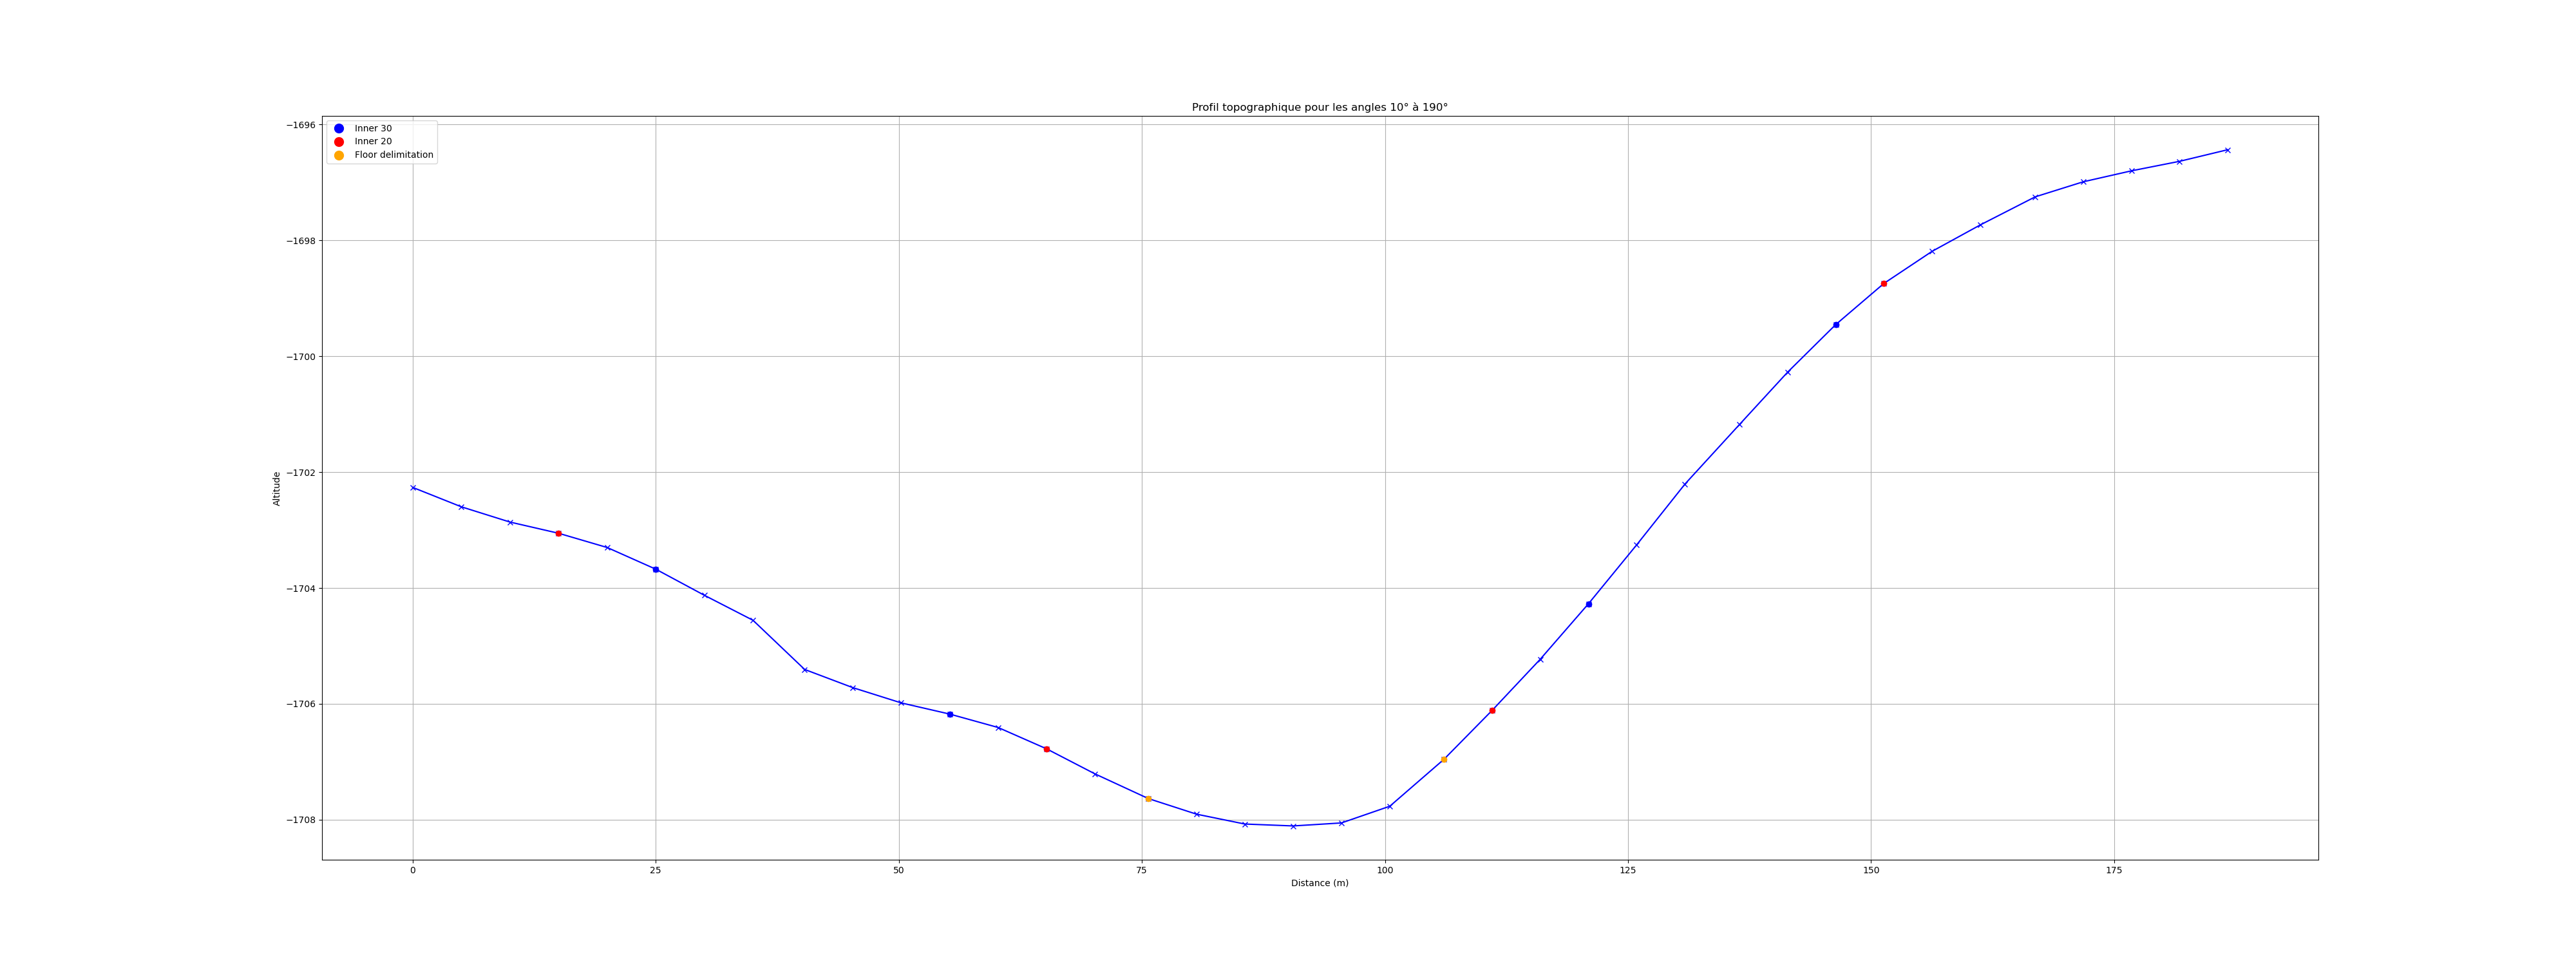 Profil topographique pour les angles 10° à 190°
Inner 30
Inner 20
Floor delimitation
−1696
−1698
−1700
−1702
−1704
−1706
−1708
Altitude
0 25 50 75 100 125 150 175
Distance (m)